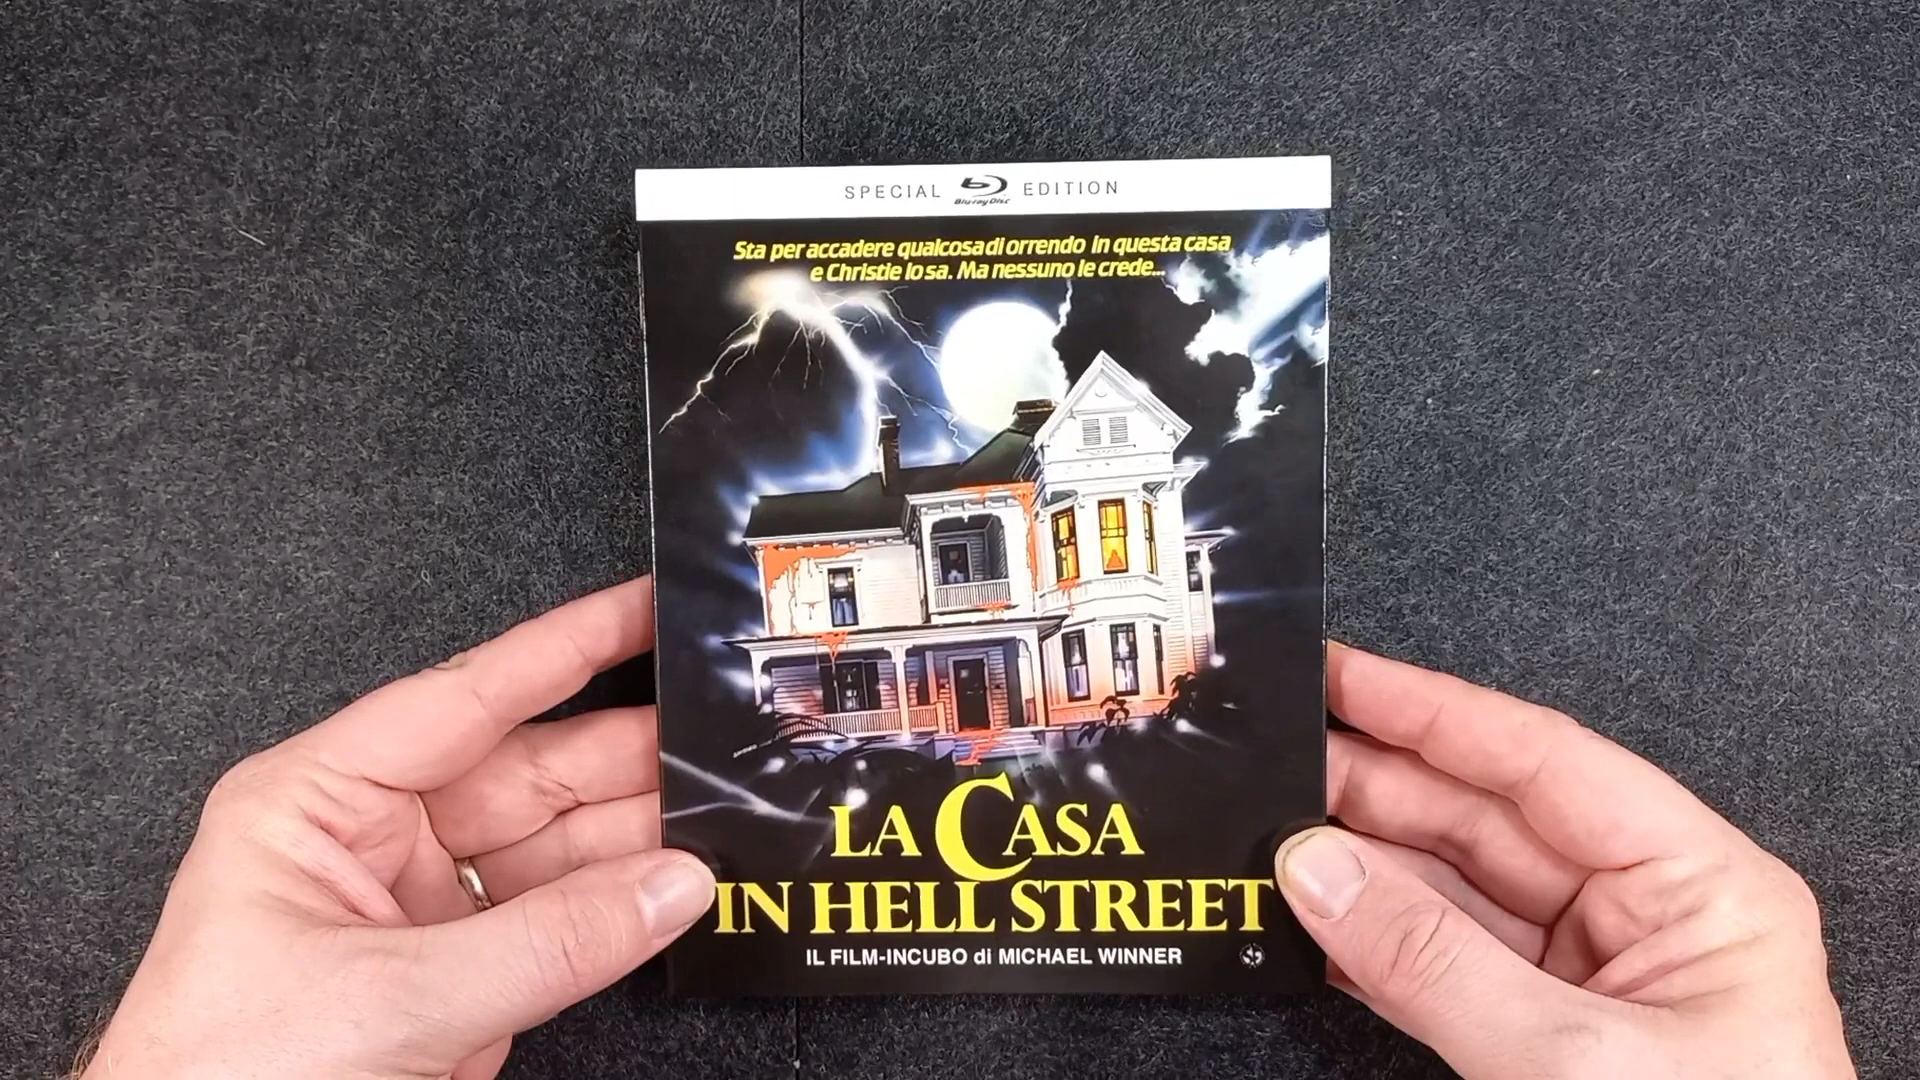 SPECIAL Blu-ray Disc EDITION
Sta per accadere qualcosa di orrendo in questa casa
e Christie lo sa. Ma nessuno le crede...
LA CASA
IN HELL STREET
IL FILM-INCUBO di MICHAEL WINNER